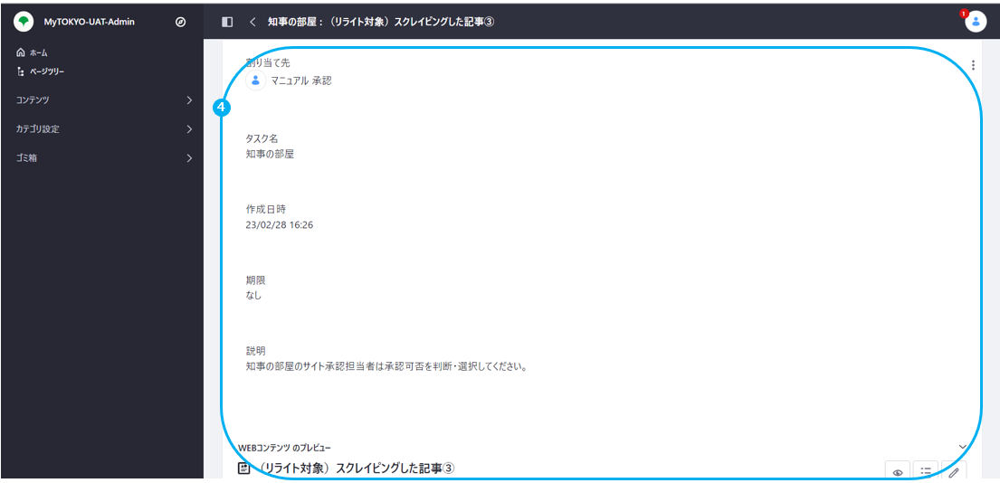 MyTOKYO-UAT-Admin
知事の部屋 : （リライト対象）スクレイピングした記事③
1
ホーム
ページツリー
コンテンツ
カテゴリ設定
ゴミ箱
4
割り当て先
マニュアル 承認
タスク名
知事の部屋
作成日時
23/02/28 16:26
期限
なし
説明
知事の部屋のサイト承認担当者は承認可否を判断・選択してください。
WEBコンテンツ のプレビュー
（リライト対象）スクレイピングした記事③